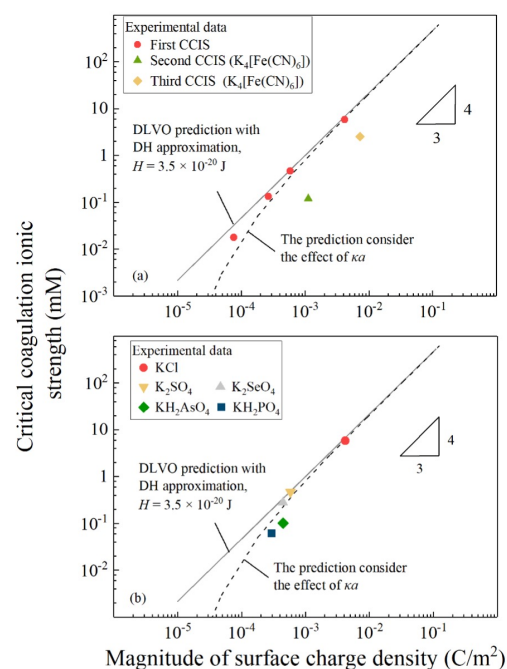 Critical coagulation ionic
strength (mM)
10²
10
1
10⁻¹
10⁻²
10⁻³
Experimental data
First CCIS
Second CCIS (K₄[Fe(CN)₆])
Third CCIS (K₄[Fe(CN)₆])
DLVO prediction with
DH approximation,
H = 3.5 × 10⁻²⁰ J
4
3
The prediction consider
the effect of κa
(a)
10⁻⁵ 10⁻⁴ 10⁻³ 10⁻² 10⁻¹
10²
10
1
10⁻¹
10⁻²
Experimental data
KCl
K₂SO₄ K₂SeO₄
KH₂AsO₄ KH₂PO₄
DLVO prediction with
DH approximation,
H = 3.5 × 10⁻²⁰ J
4
3
The prediction consider
the effect of κa
(b)
10⁻⁵ 10⁻⁴ 10⁻³ 10⁻² 10⁻¹
Magnitude of surface charge density (C/m²)